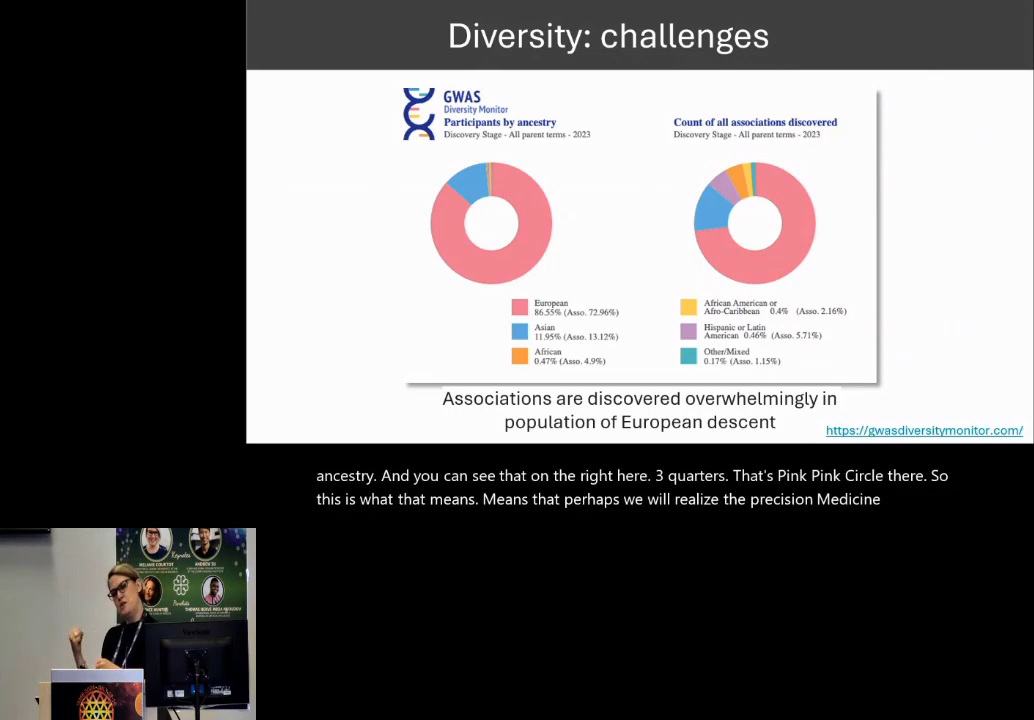 Diversity: challenges
GWAS
Diversity Monitor
Participants by ancestry
Discovery Stage - All parent terms - 2023
Count of all associations discovered
Discovery Stage - All parent terms - 2023
European
86.55% (Asso. 72.96%)
Asian
11.95% (Asso. 13.12%)
African
0.47% (Asso. 4.9%)
African American or
Afro-Caribbean 0.4% (Asso. 2.16%)
Hispanic or Latin
American 0.46% (Asso. 5.71%)
Other/Mixed
0.17% (Asso. 1.15%)
Associations are discovered overwhelmingly in
population of European descent
https://gwasdiversitymonitor.com/
ancestry. And you can see that on the right here. 3 quarters. That's Pink Pink Circle there. So
this is what that means. Means that perhaps we will realize the precision Medicine
Keynotes
MELANIE COURTOT
ANDREW SU